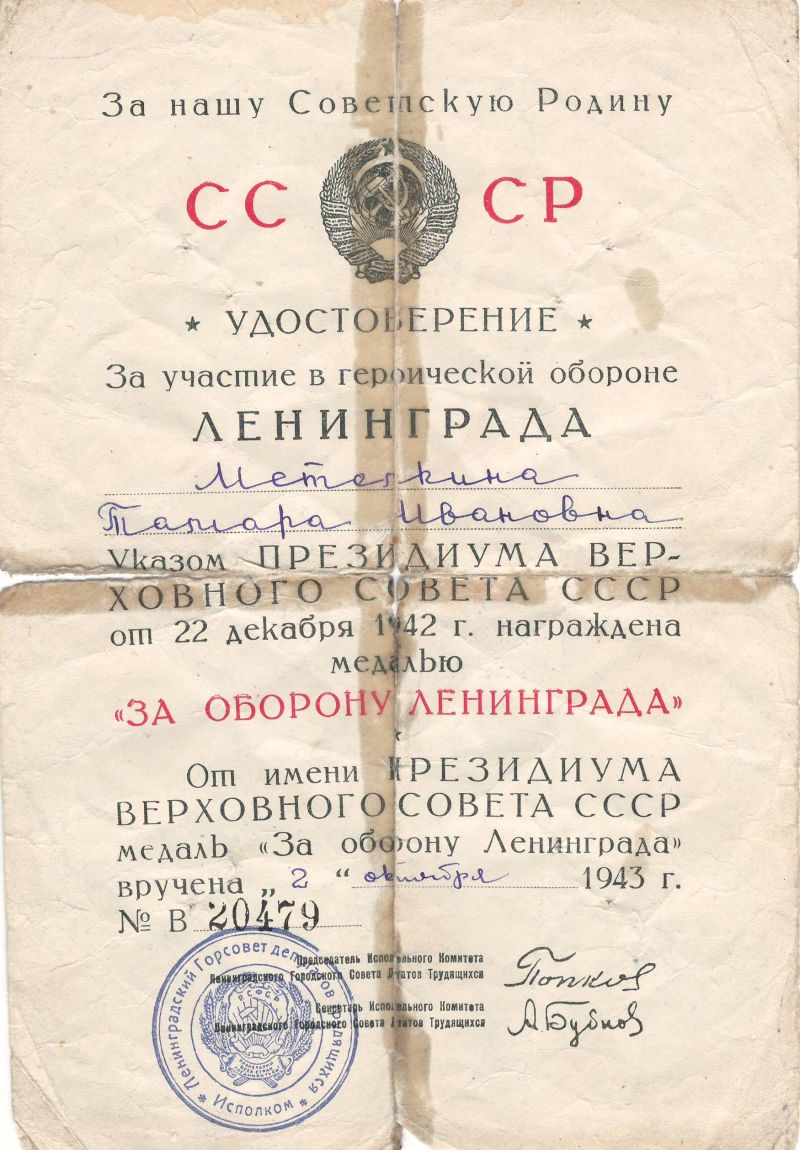 За нашу Советскую Родину
СССР
★ УДОСТОВЕРЕНИЕ ★
За участие в героической обороне
ЛЕНИНГРАДА
Тамара Ивановна
Указом ПРЕЗИДИУМА ВЕР-
ХОВНОГО СОВЕТА СССР
от 22 декабря 1942 г. награждена
медалью
«ЗА ОБОРОНУ ЛЕНИНГРАДА»
От имени ПРЕЗИДИУМА
ВЕРХОВНОГО СОВЕТА СССР
медаль «За оборону Ленинграда»
вручена „ 2 “ октября 1943 г.
№ В 20479
Председатель Исполнительного Комитета
Ленинградского Городского Совета Депутатов Трудящихся
Попков
Секретарь Исполнительного Комитета
Ленинградского Городского Совета Депутатов Трудящихся
А.Бубнов
Ленинградский Горсовет депутатов трудящихся
★ Исполком ★
РСФСР